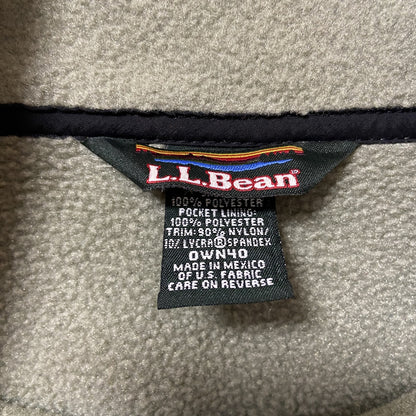 L.L.Bean®
100% POLYESTER
POCKET LINING:
100% POLYESTER
TRIM: 90% NYLON/
10% LYCRA®SPANDEX
OWN40
MADE IN MEXICO
OF U.S. FABRIC
CARE ON REVERSE